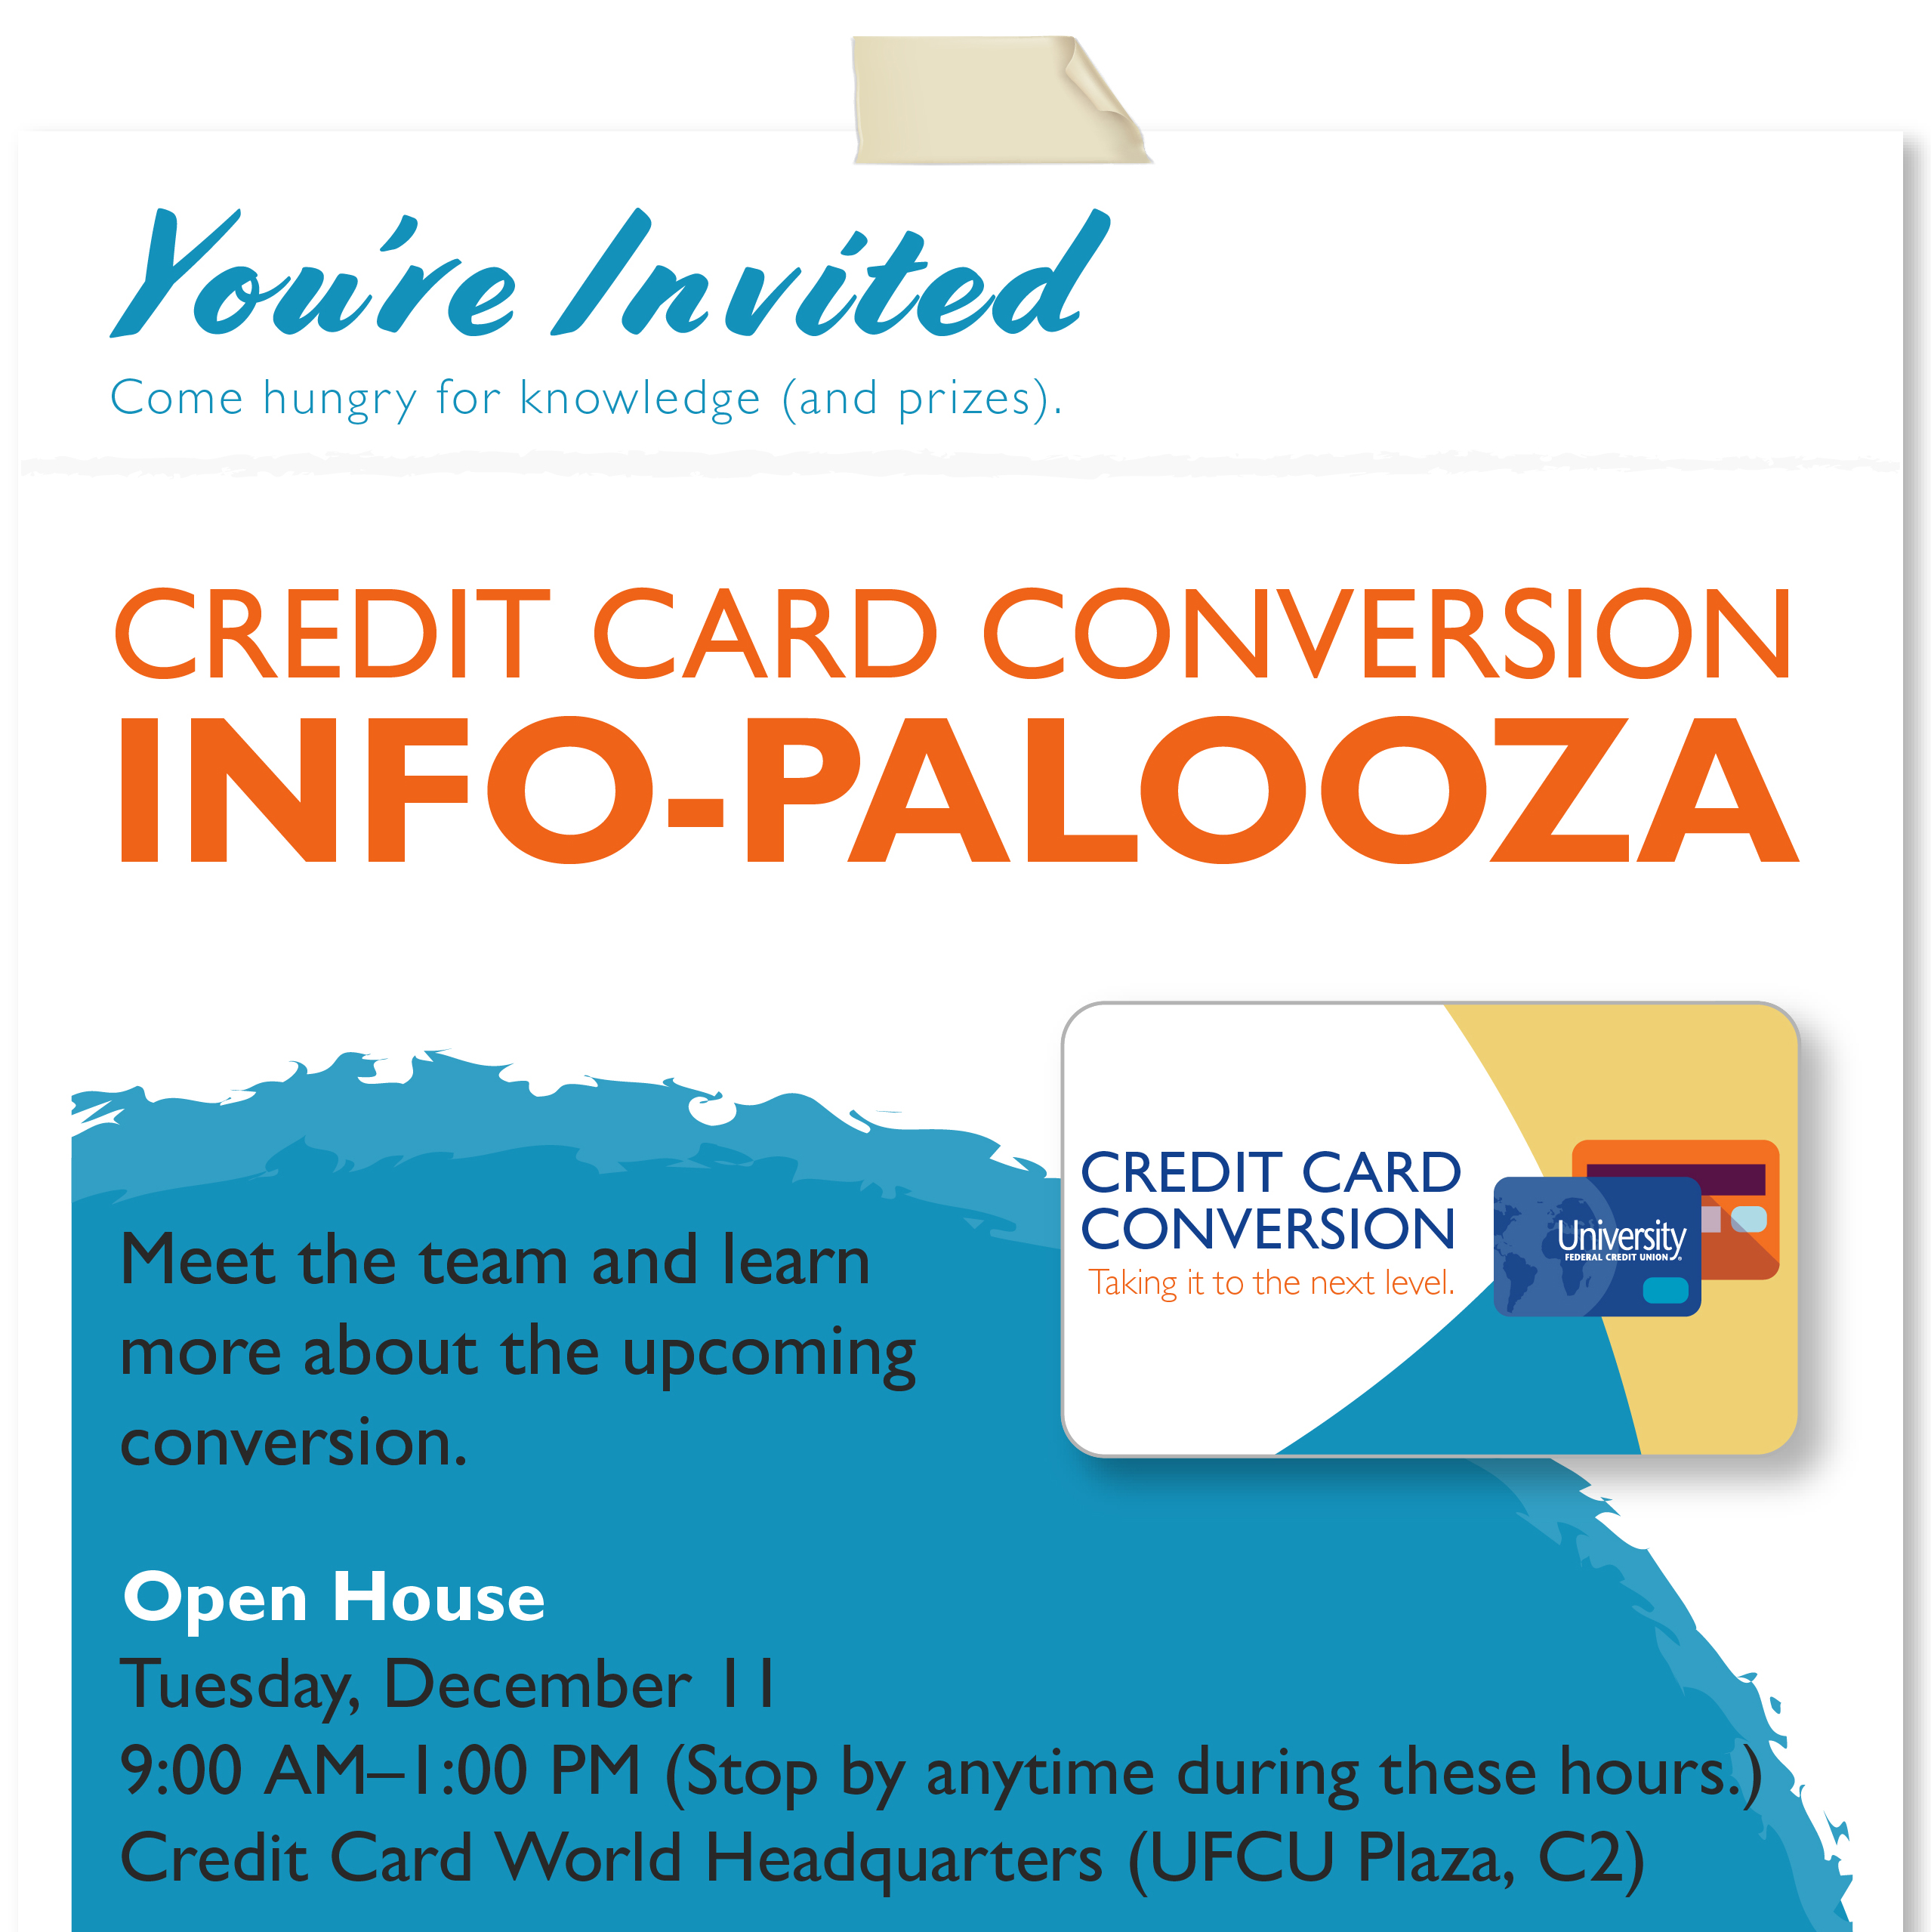 You're Invited
Come hungry for knowledge (and prizes).
CREDIT CARD CONVERSION
INFO-PALOOZA
CREDIT CARD
CONVERSION
Taking it to the next level.
University
FEDERAL CREDIT UNION®
Meet the team and learn
more about the upcoming
conversion.
Open House
Tuesday, December 11
9:00 AM–1:00 PM (Stop by anytime during these hours.)
Credit Card World Headquarters (UFCU Plaza, C2)